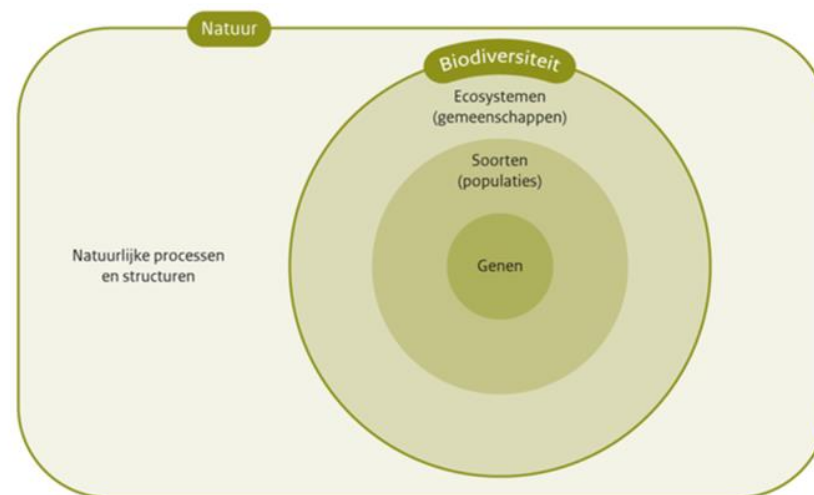 Natuur
Biodiversiteit
Ecosystemen
(gemeenschappen)
Soorten
(populaties)
Natuurlijke processen
en structuren
Genen